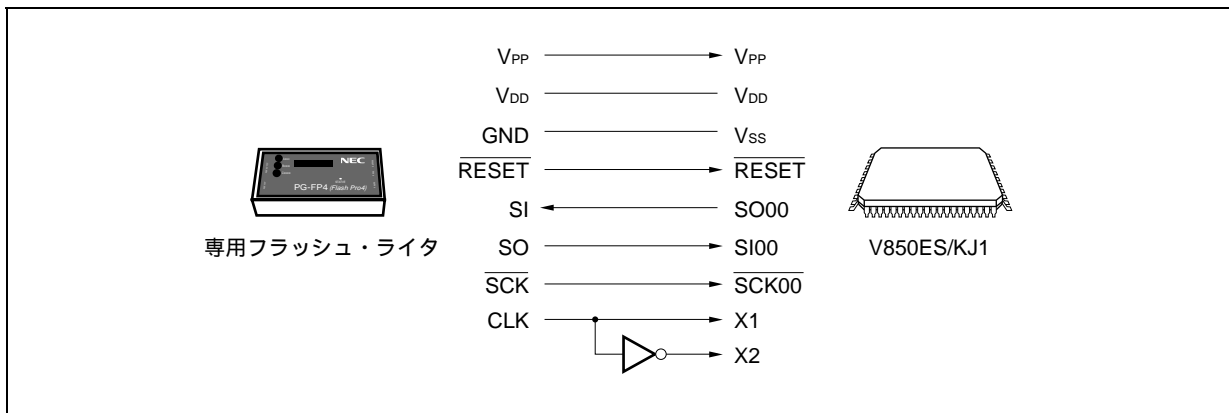 VPP VPP
VDD VDD
GND VSS
RESET RESET
SI SO00
SO SI00
SCK SCK00
CLK X1
X2
NEC
PG-FP4 (Flash Pro4)
専用フラッシュ・ライタ
V850ES/KJ1